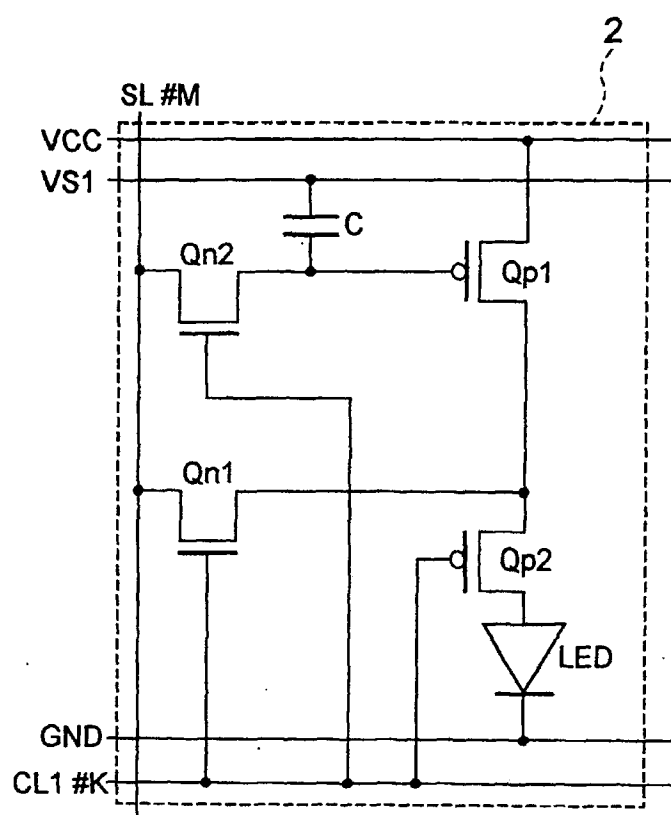 2
SL #M
VCC
VS1
C
Qn2
Qp1
Qn1
Qp2
LED
GND
CL1 #K